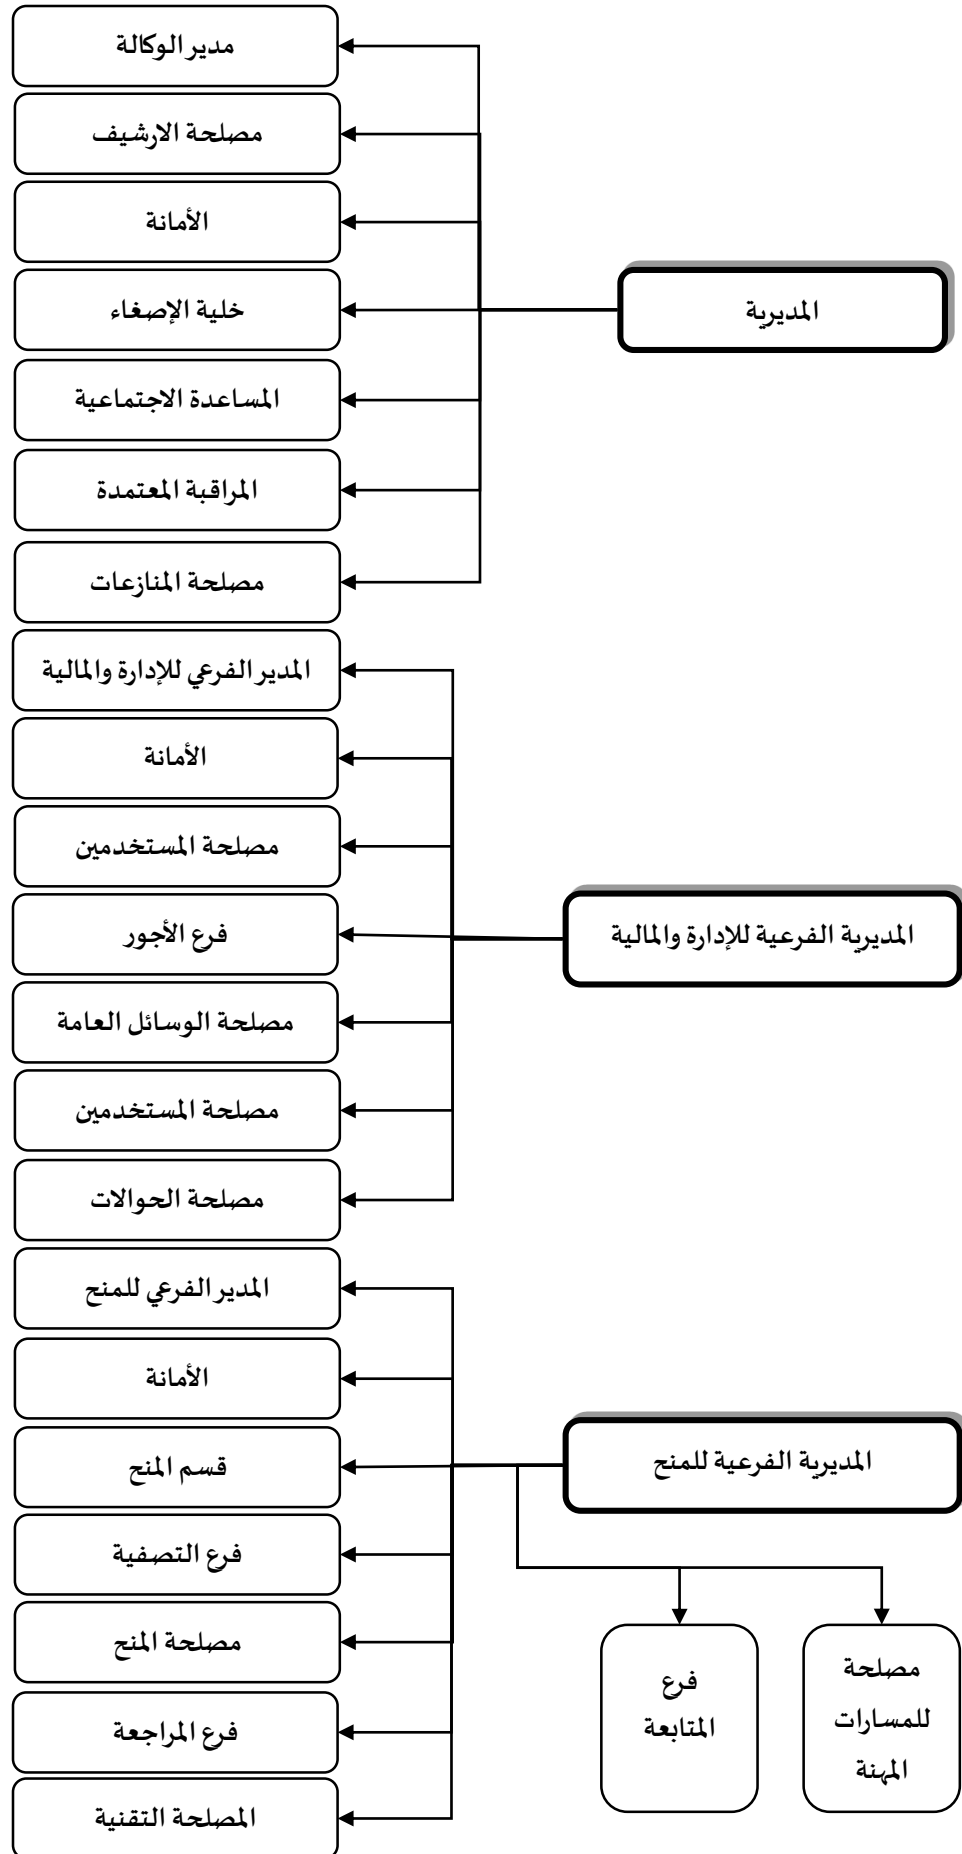 مدير الوكالة
مصلحة الارشيف
الأمانة
خلية الإصغاء
المديرية
المساعدة الاجتماعية
المراقبة المعتمدة
مصلحة المنازعات
المدير الفرعي للإدارة والمالية
الأمانة
مصلحة المستخدمين
فرع الأجور
المديرية الفرعية للإدارة والمالية
مصلحة الوسائل العامة
مصلحة المستخدمين
مصلحة الحوالات
المدير الفرعي للمنح
الأمانة
المديرية الفرعية للمنح
قسم المنح
فرع التصفية
مصلحة المنح
فرع المراجعة
المصلحة التقنية
مصلحة
للمسارات
المهنة
فرع
المتابعة